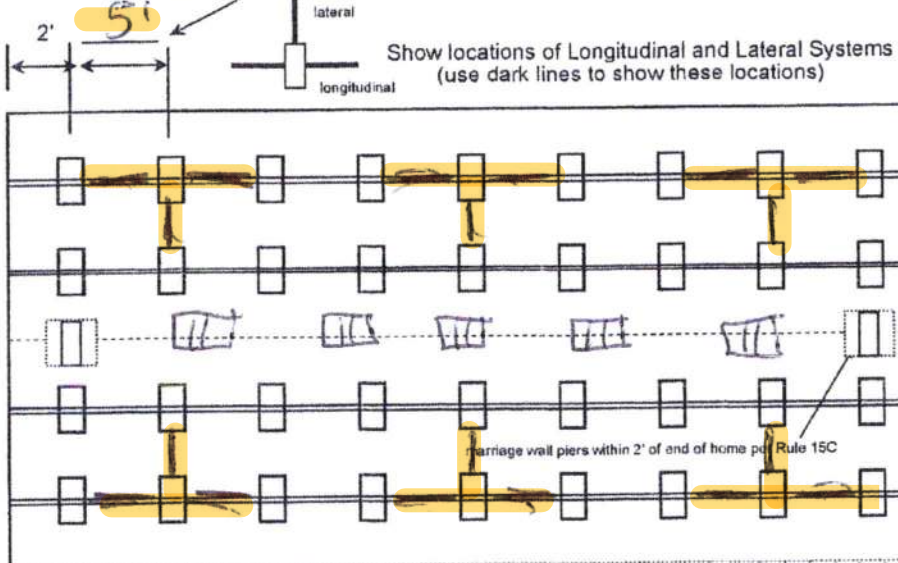 lateral
2'
5'
Show locations of Longitudinal and Lateral Systems
(use dark lines to show these locations)
longitudinal
marriage wall piers within 2' of end of home per Rule 15C